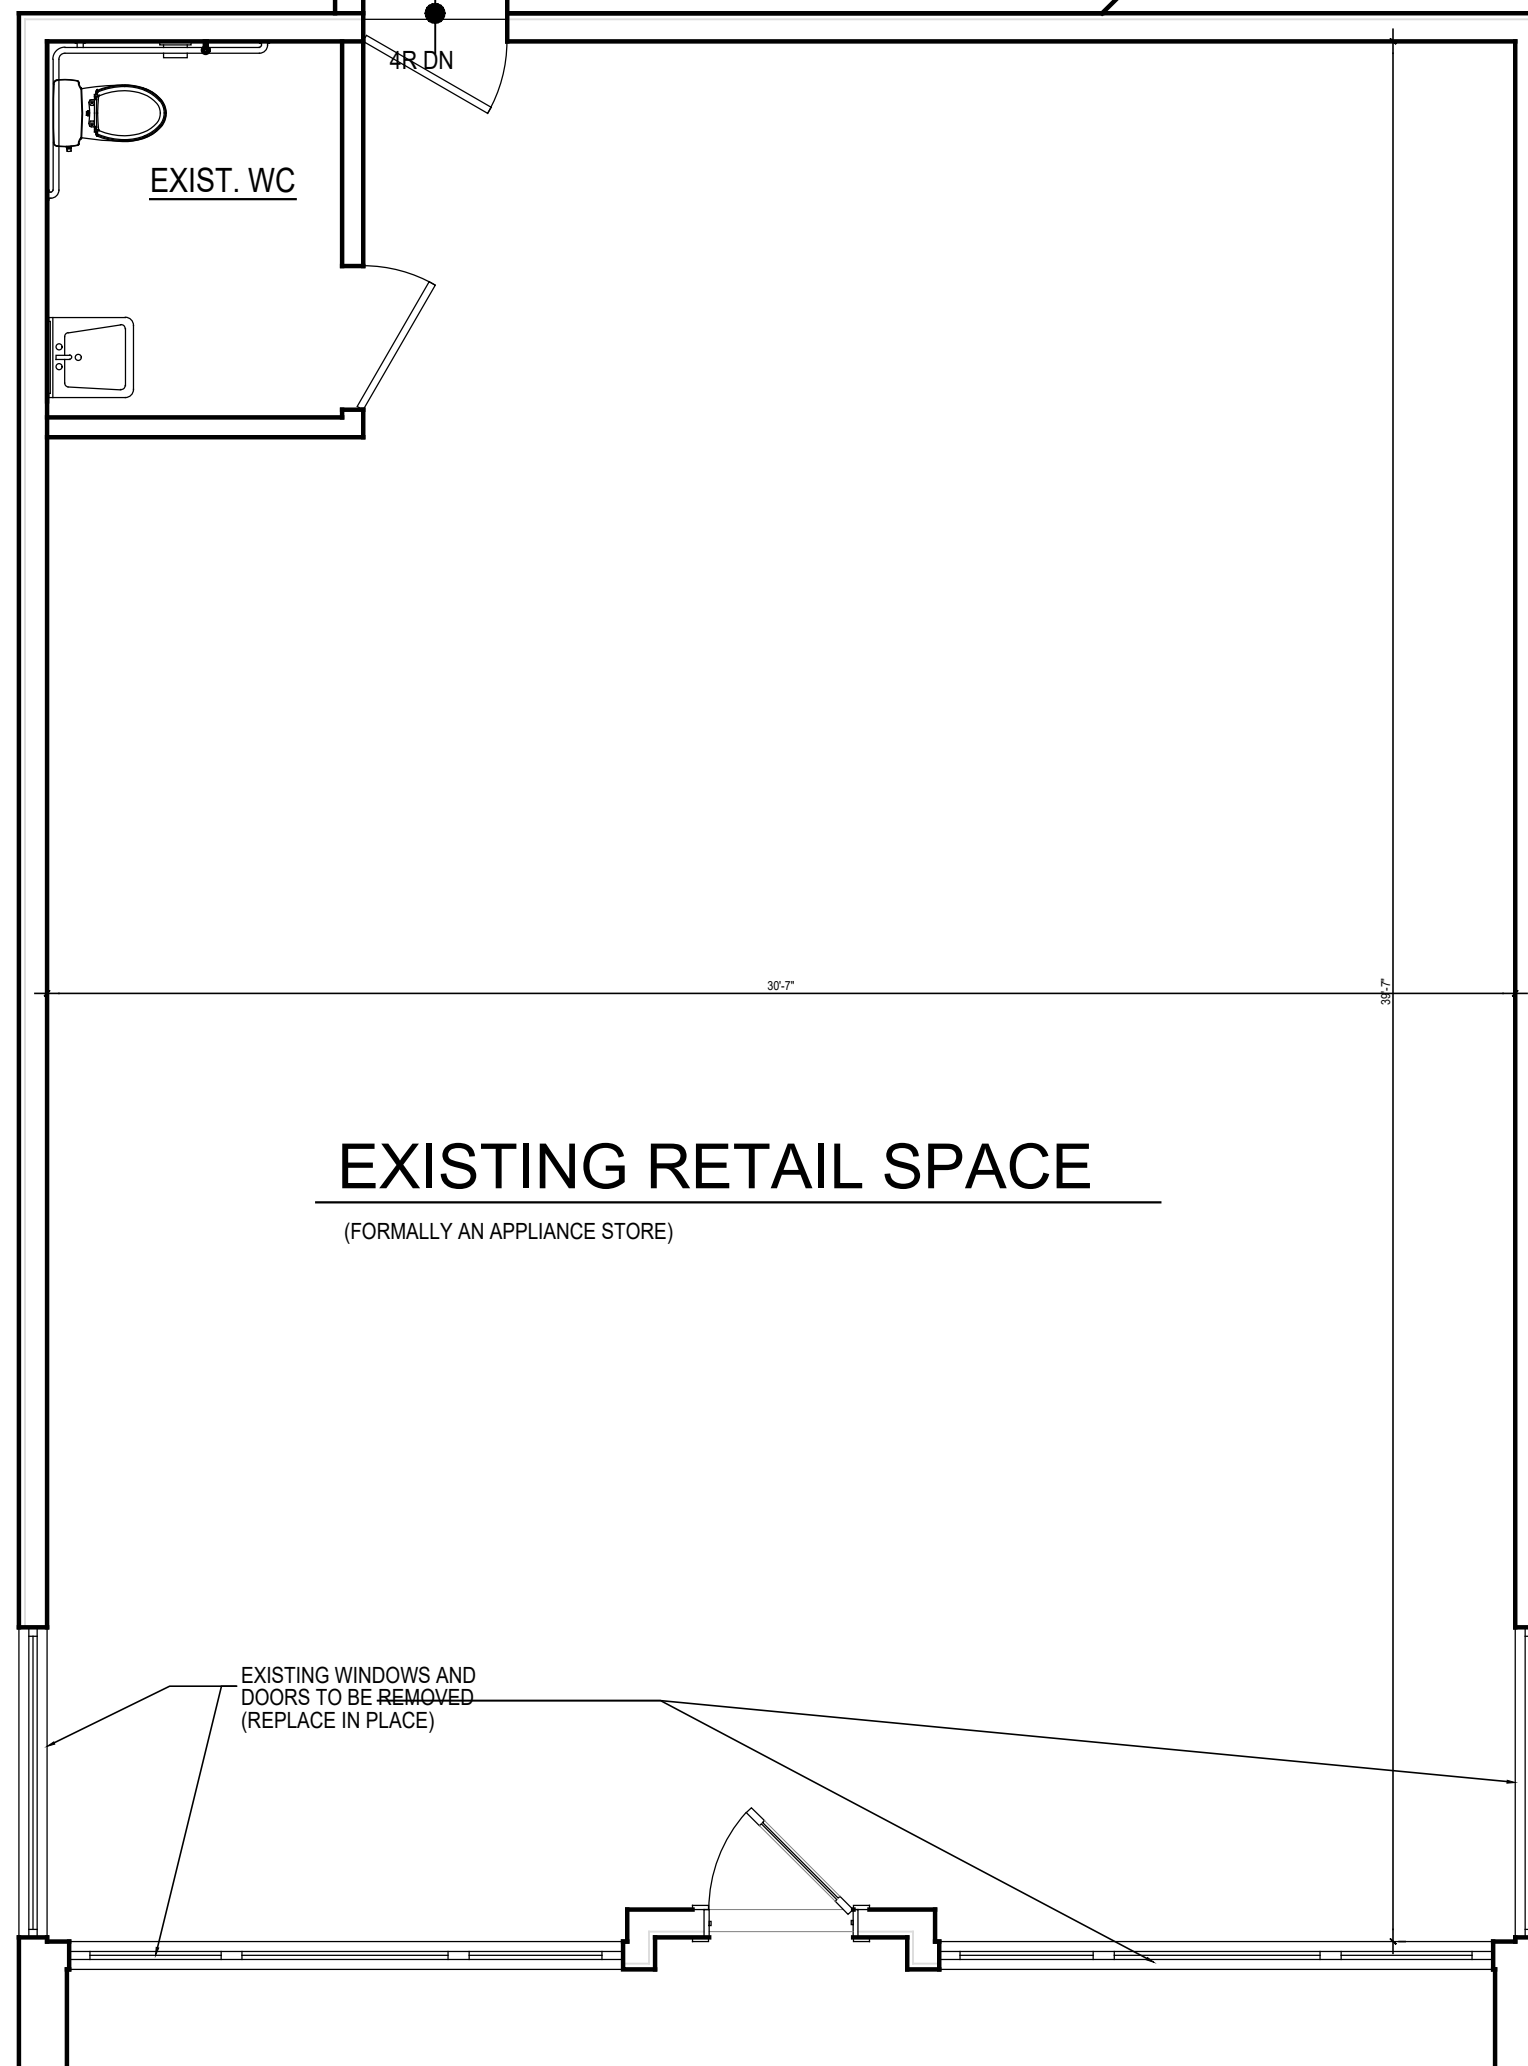 4R DN
EXIST. WC
30'-7"
39'-7"
EXISTING RETAIL SPACE
(FORMALLY AN APPLIANCE STORE)
EXISTING WINDOWS AND
DOORS TO BE REMOVED
(REPLACE IN PLACE)